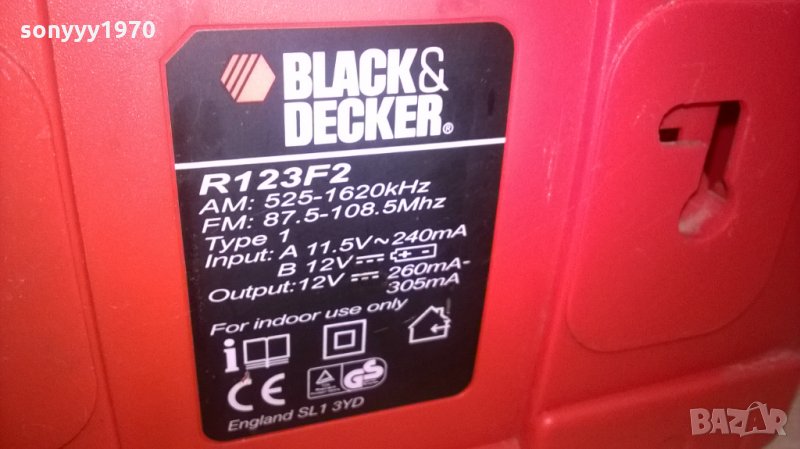 sonyyy1970
BLACK&
DECKER®
R123F2
AM: 525-1620kHz
FM: 87.5-108.5Mhz
Type 1
Input: A 11.5V~240mA
B 12V
Output:12V 260mA-
305mA
For indoor use only
i
CE
GS
England SL1 3YD
BAZAR